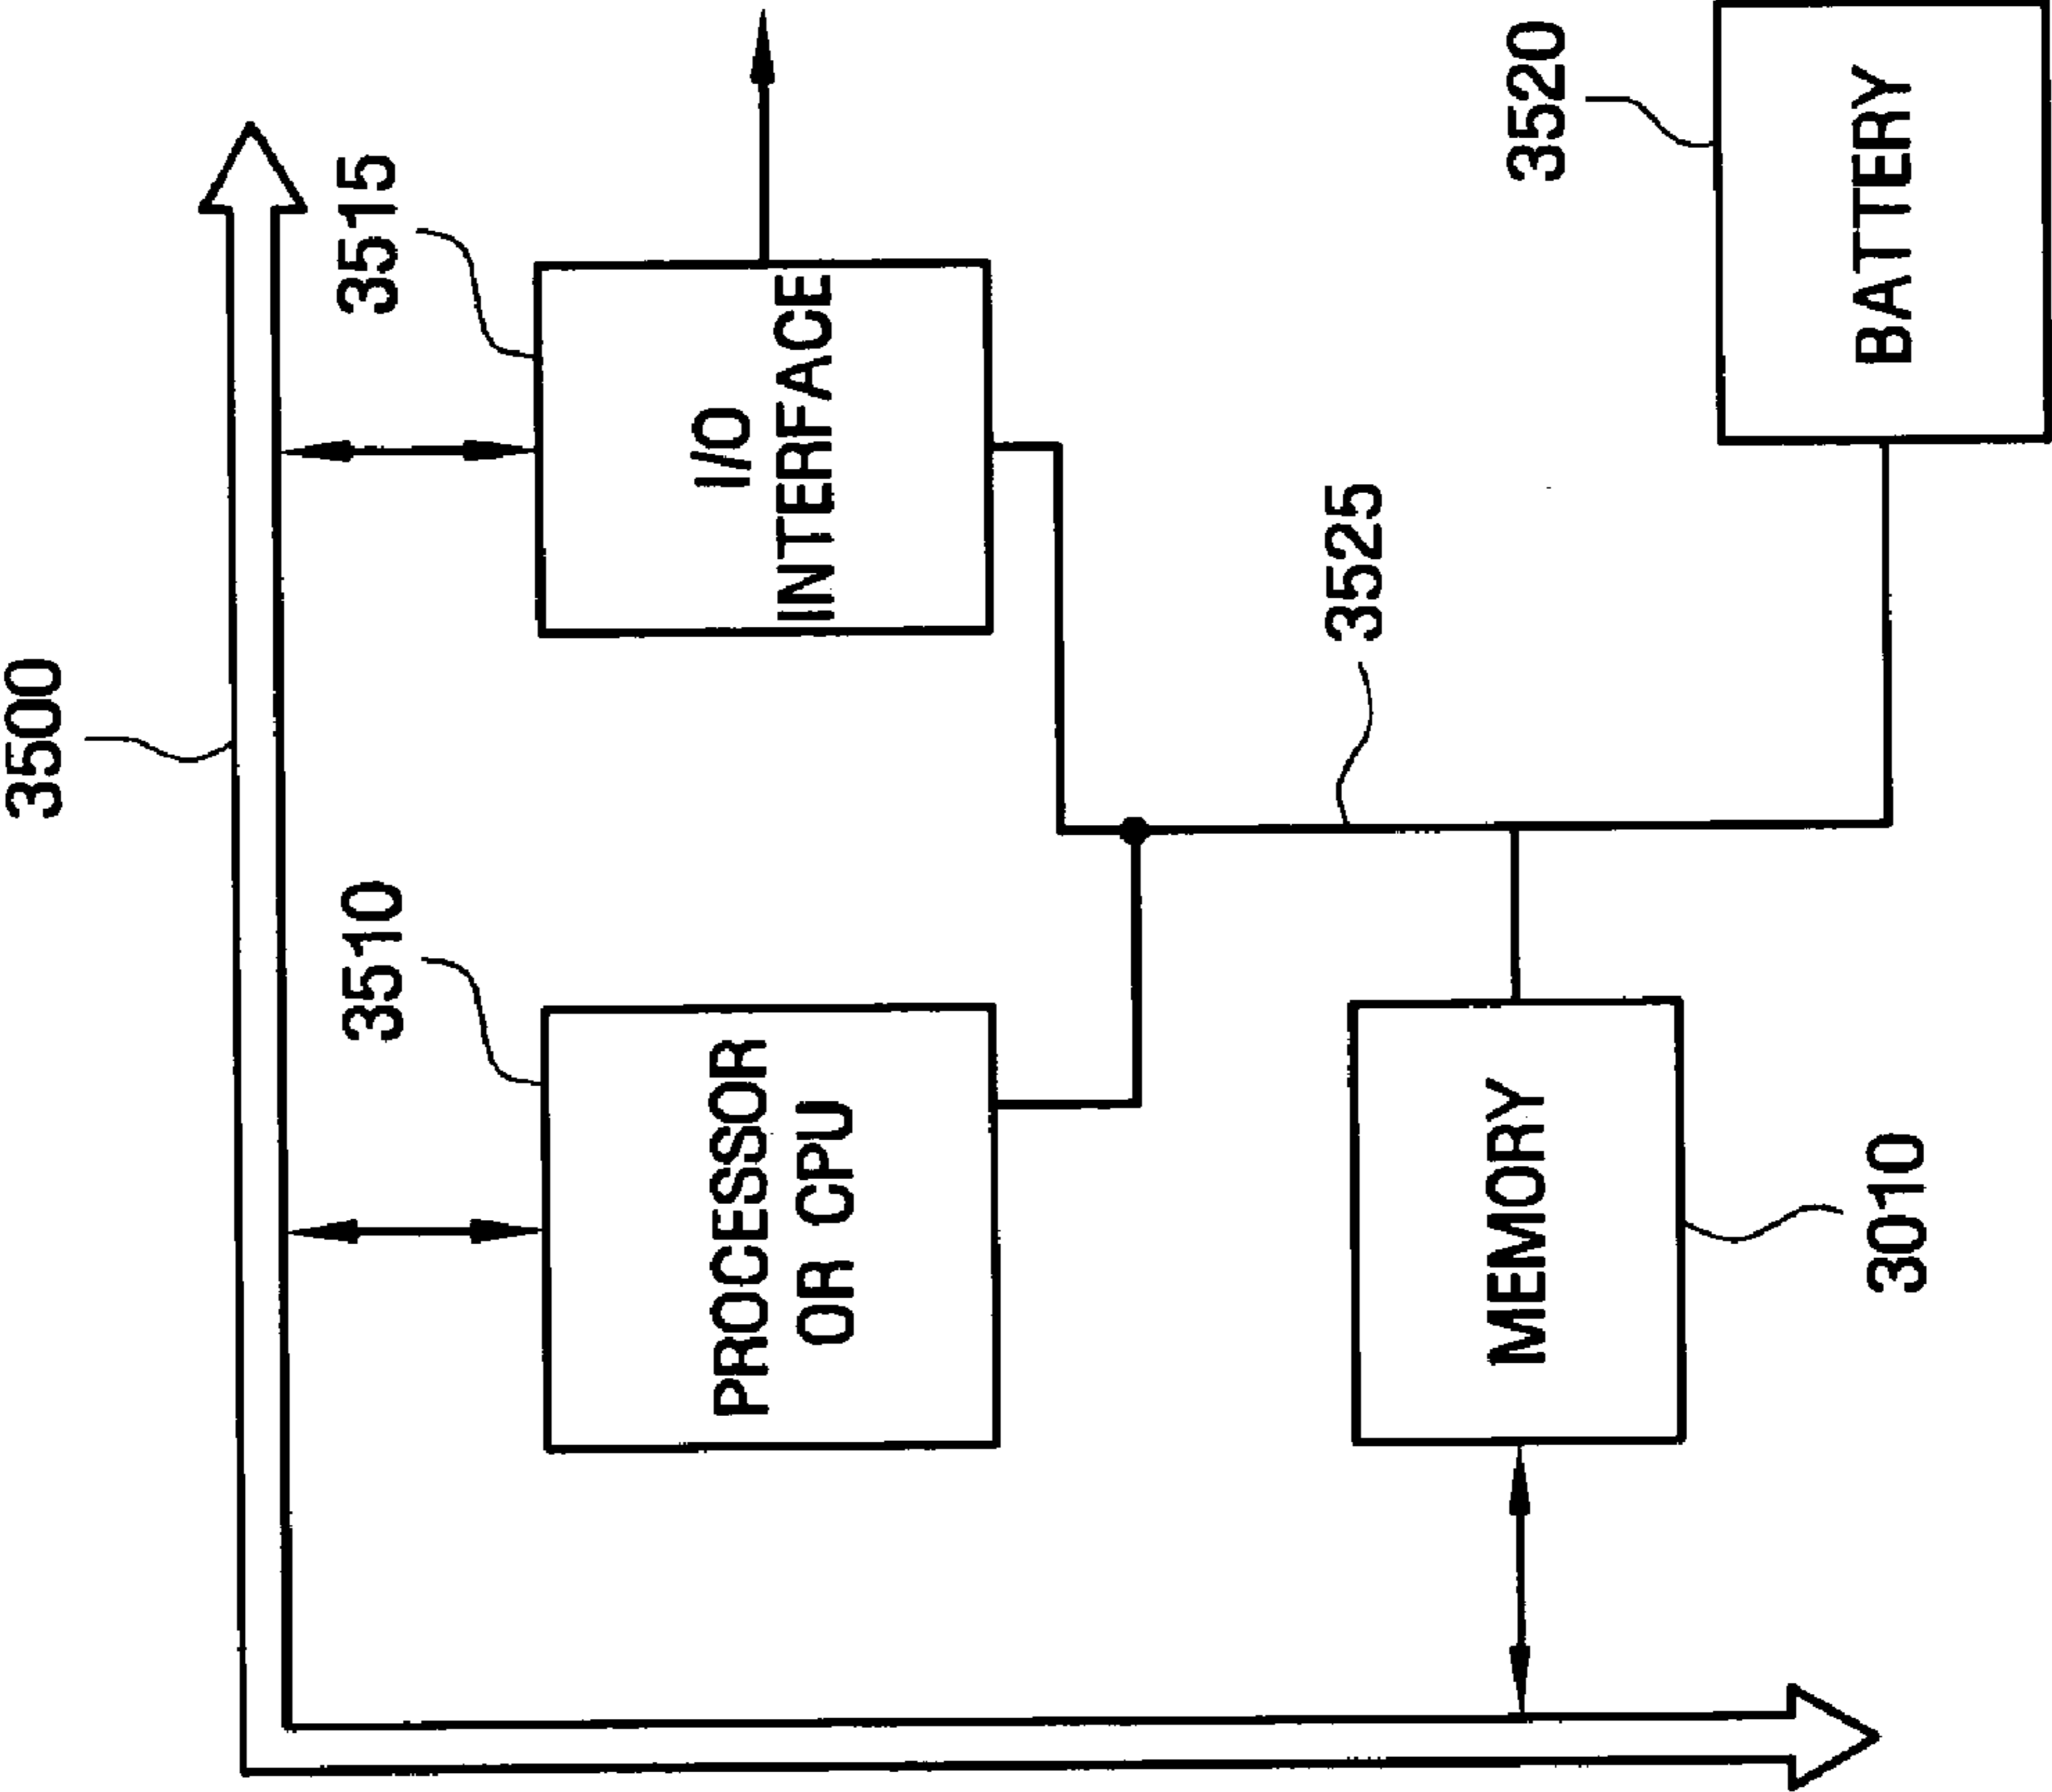 3500
3510
3515
PROCESSOR
OR CPU
I/O
INTERFACE
3525
3520
MEMORY
BATTERY
3010